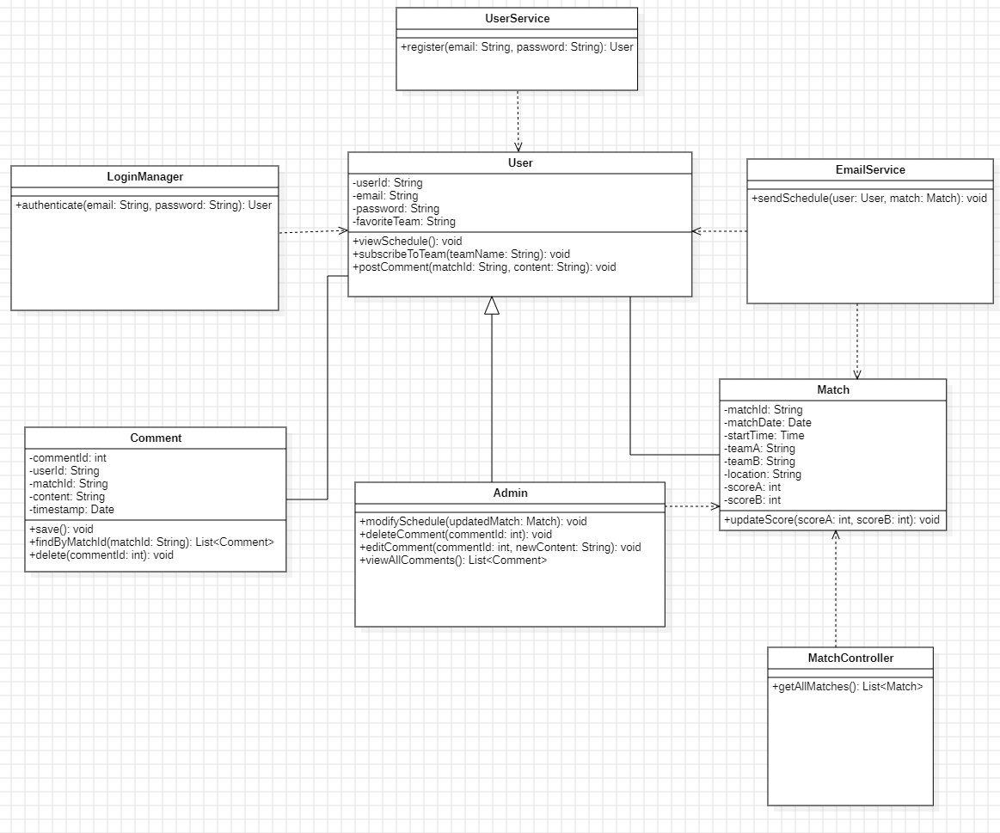 UserService
+register(email: String, password: String): User
User
-userId: String
-email: String
-password: String
-favoriteTeam: String
+viewSchedule(): void
+subscribeToTeam(teamName: String): void
+postComment(matchId: String, content: String): void
LoginManager
+authenticate(email: String, password: String): User
EmailService
+sendSchedule(user: User, match: Match): void
Match
-matchId: String
-matchDate: Date
-startTime: Time
-teamA: String
-teamB: String
-location: String
-scoreA: int
-scoreB: int
+updateScore(scoreA: int, scoreB: int): void
Comment
-commentId: int
-userId: String
-matchId: String
-content: String
-timestamp: Date
+save(): void
+findByMatchId(matchId: String): List<Comment>
+delete(commentId: int): void
Admin
+modifySchedule(updatedMatch: Match): void
+deleteComment(commentId: int): void
+editComment(commentId: int, newContent: String): void
+viewAllComments(): List<Comment>
MatchController
+getAllMatches(): List<Match>